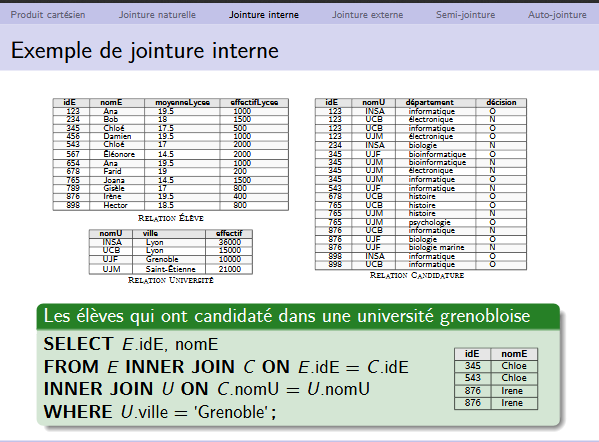 Produit cartésien Jointure naturelle Jointure interne Jointure externe Semi-jointure Auto-jointure
Exemple de jointure interne
idE nomE moyenneLycee effectifLycee
123 Ana 19.5 1000
234 Bob 18 1500
345 Chloé 17.5 500
456 Damien 19.5 1000
543 Chloé 17 2000
567 Éléonore 14.5 2000
654 Ana 19.5 1000
678 Farid 19 200
765 Joana 14.5 1500
789 Gisèle 17 800
876 Irène 19.5 400
898 Hector 18.5 800
Relation Élève
nomU ville effectif
INSA Lyon 36000
UCB Lyon 15000
UJF Grenoble 10000
UJM Saint-Étienne 21000
Relation Université
idE nomU département décision
123 INSA informatique O
123 UCB électronique N
123 UCB informatique O
123 UJM électronique O
234 INSA biologie N
345 UJF bioinformatique O
345 UJM bioinformatique N
345 UJM électronique N
345 UJM informatique O
543 UJF informatique N
678 UCB histoire O
765 UCB histoire O
765 UJM histoire N
765 UJM psychologie O
876 UCB informatique N
876 UJF biologie O
876 UJF biologie marine N
898 INSA informatique O
898 UCB informatique O
Relation Candidature
Les élèves qui ont candidaté dans une université grenobloise
SELECT E.idE, nomE
FROM E INNER JOIN C ON E.idE = C.idE
INNER JOIN U ON C.nomU = U.nomU
WHERE U.ville = 'Grenoble' ;
idE nomE
345 Chloe
543 Chloe
876 Irene
876 Irene